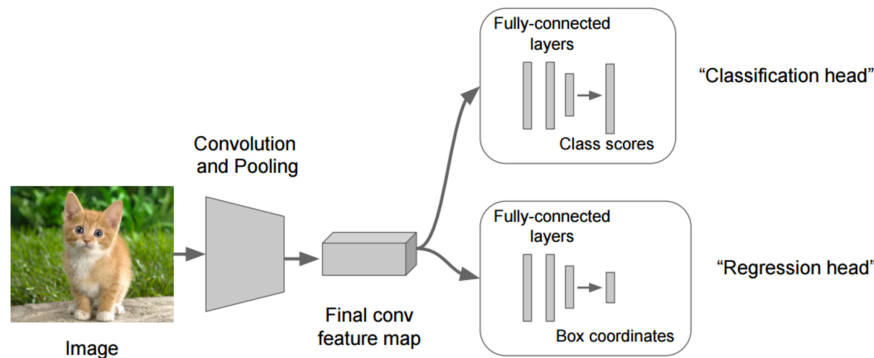 Fully-connected
layers
Class scores
“Classification head”
Convolution
and Pooling
Image
Final conv
feature map
Fully-connected
layers
Box coordinates
“Regression head”